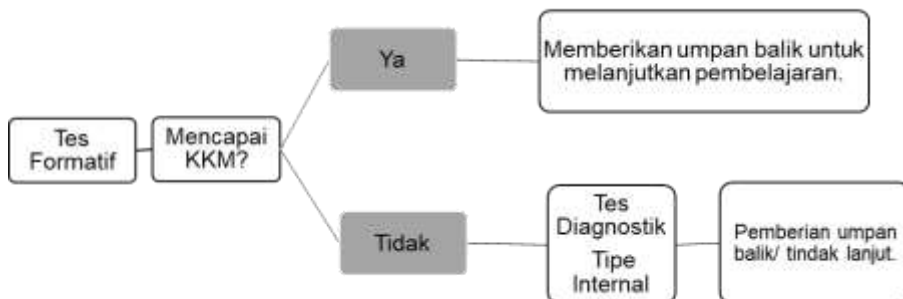 Tes
Formatif
Mencapai
KKM?
Ya
Memberikan umpan balik untuk
melanjutkan pembelajaran.
Tidak
Tes
Diagnostik
Tipe
Internal
Pemberian umpan
balik/ tindak lanjut.